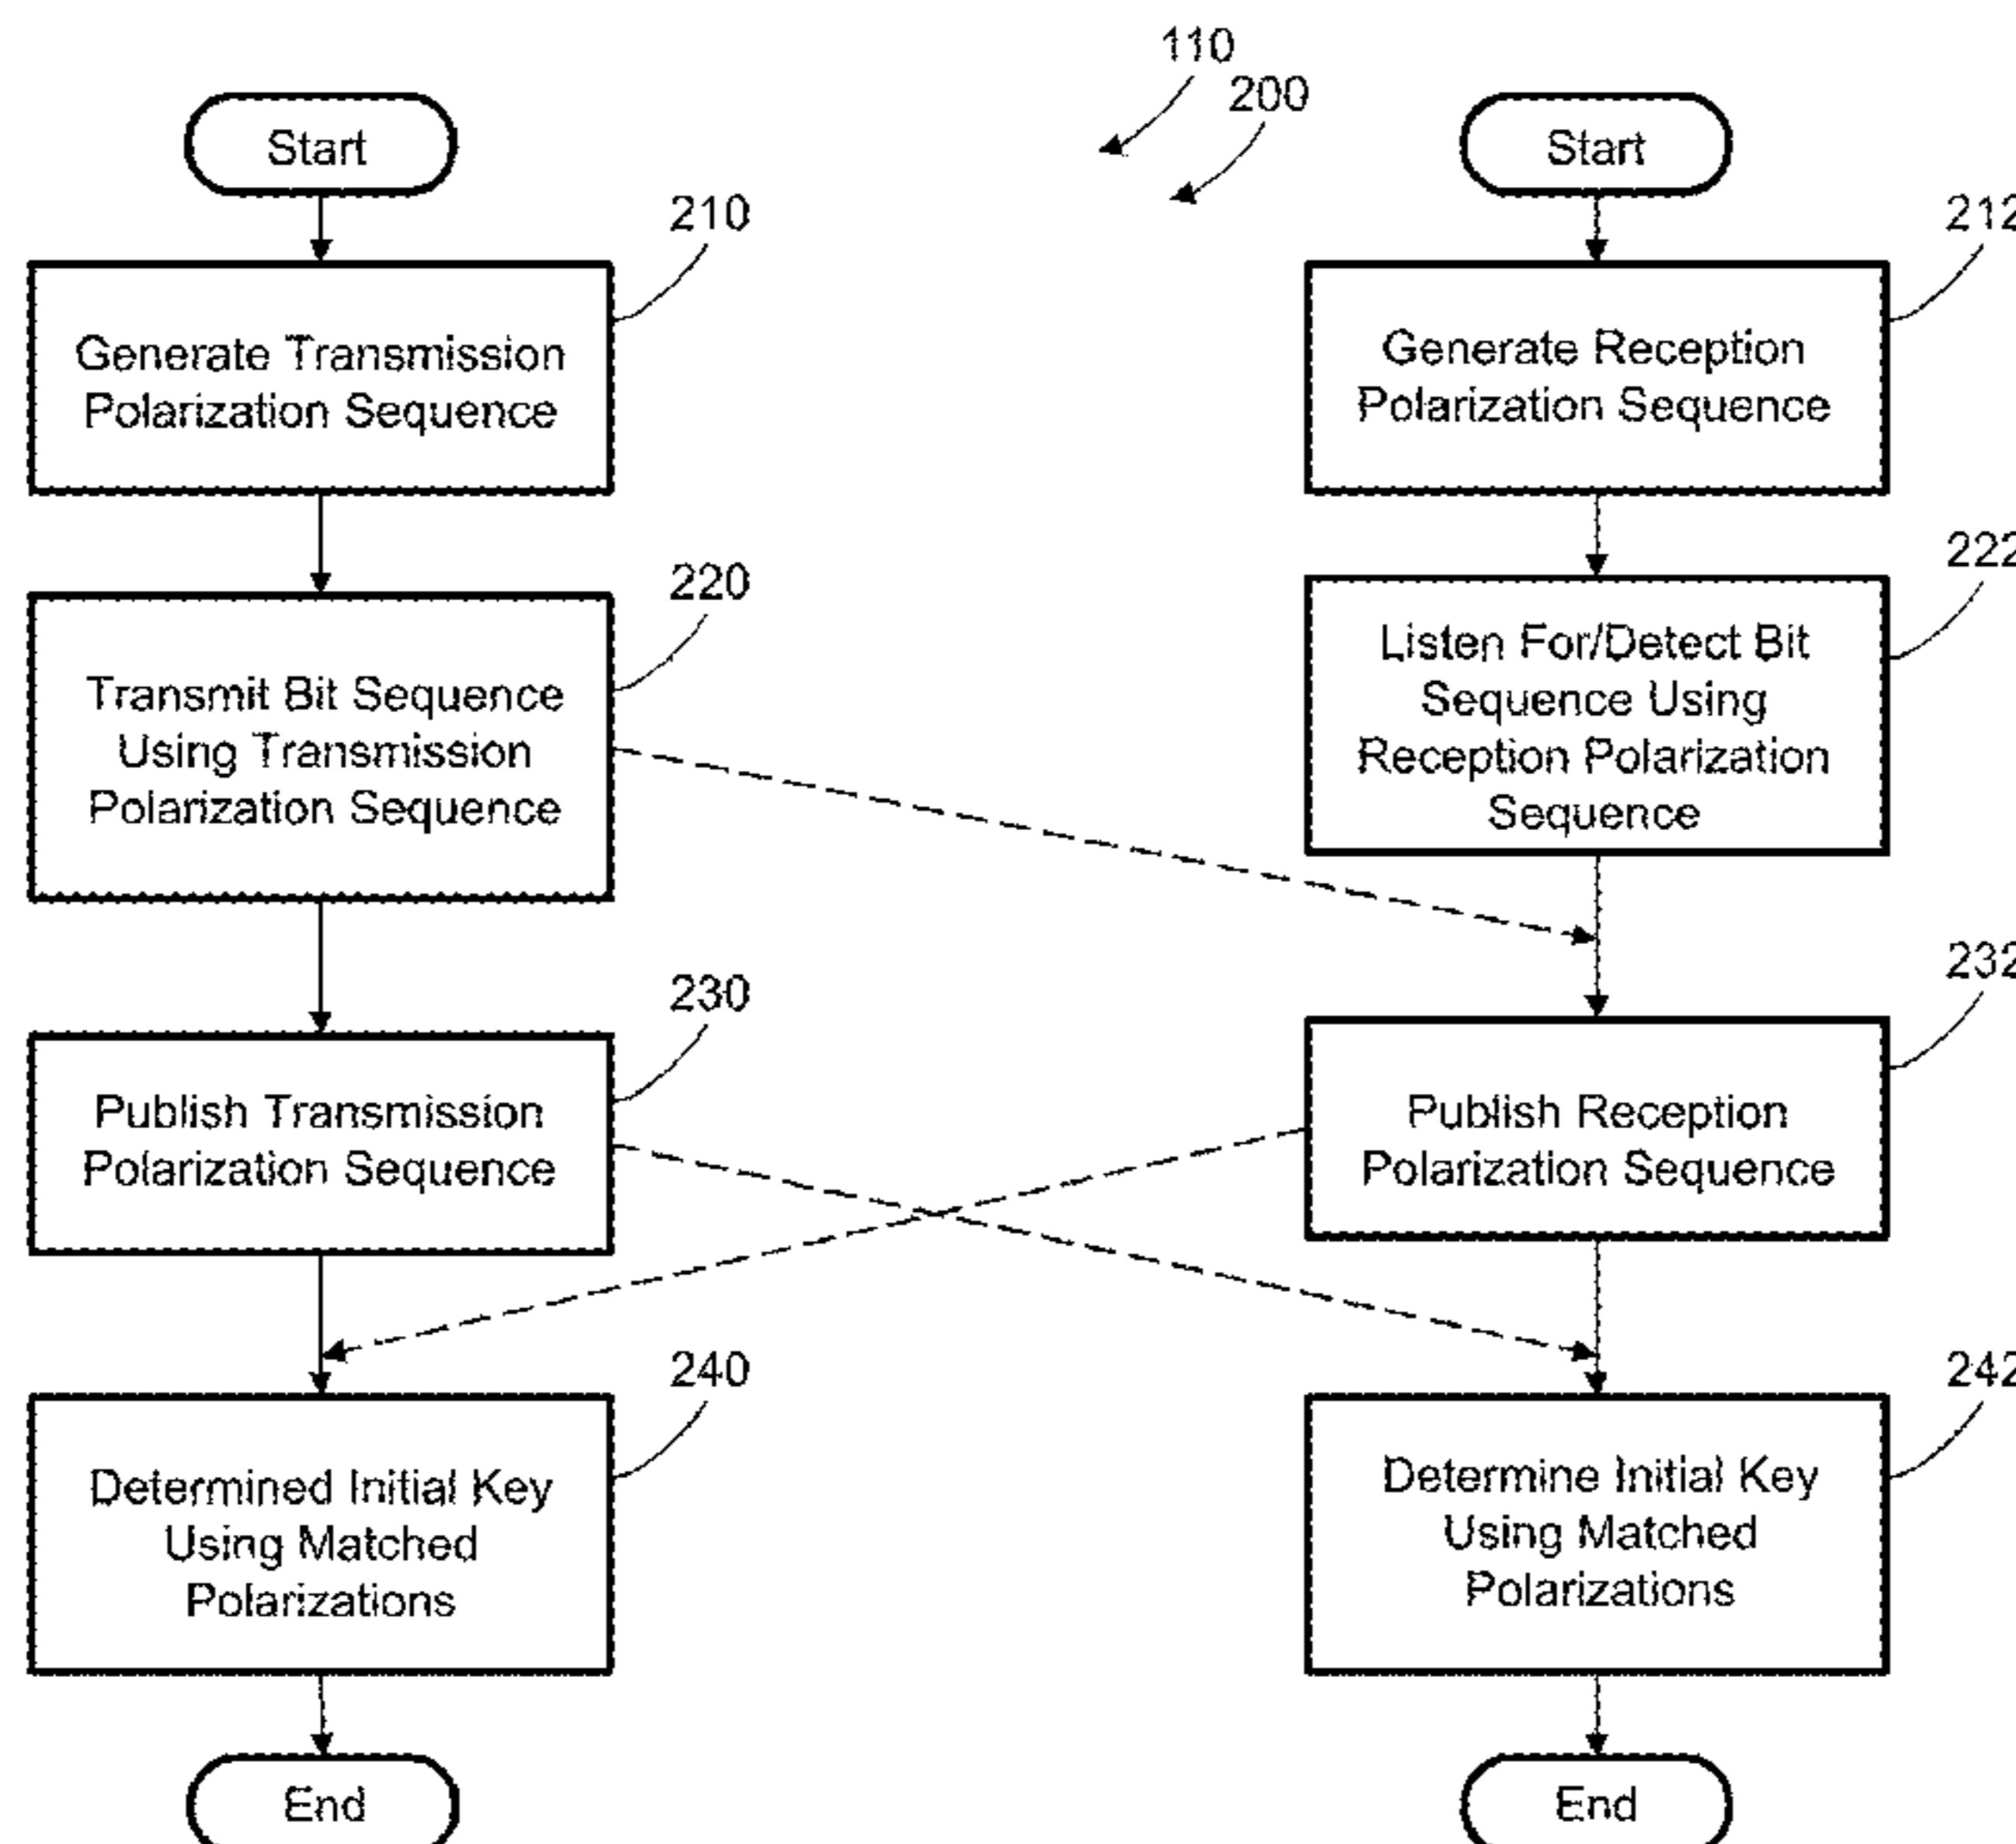 110
200
Start
210
Generate Transmission
Polarization Sequence
220
Transmit Bit Sequence
Using Transmission
Polarization Sequence
230
Publish Transmission
Polarization Sequence
240
Determined Initial Key
Using Matched
Polarizations
End
Start
212
Generate Reception
Polarization Sequence
222
Listen For/Detect Bit
Sequence Using
Reception Polarization
Sequence
232
Publish Reception
Polarization Sequence
242
Determine Initial Key
Using Matched
Polarizations
End